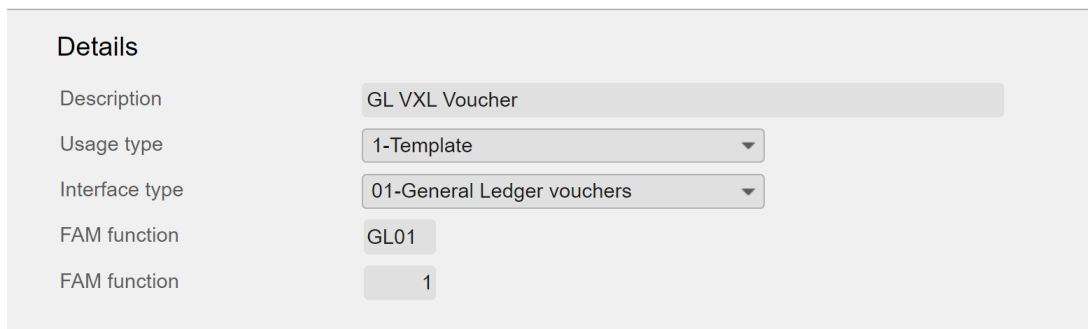 Details
Description GL VXL Voucher
Usage type 1-Template
Interface type 01-General Ledger vouchers
FAM function GL01
FAM function 1